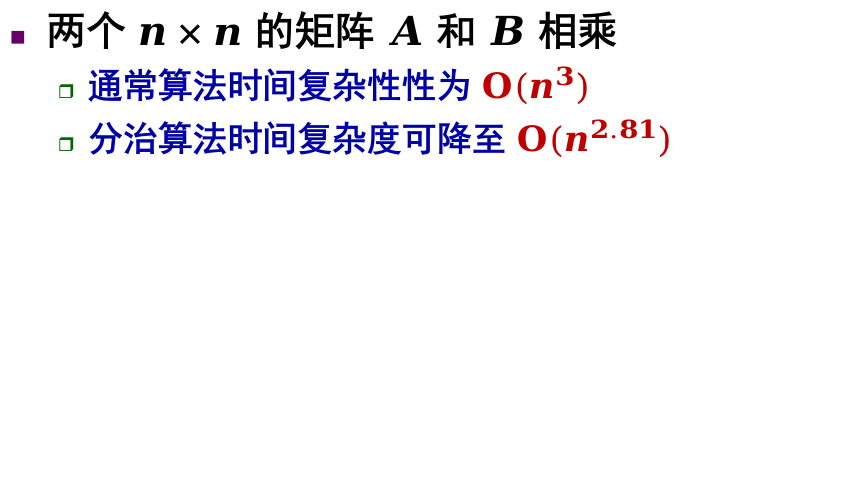 ■ 两个 n × n 的矩阵 A 和 B 相乘
❒ 通常算法时间复杂性性为 O(n³)
❒ 分治算法时间复杂度可降至 O(n^2.81)